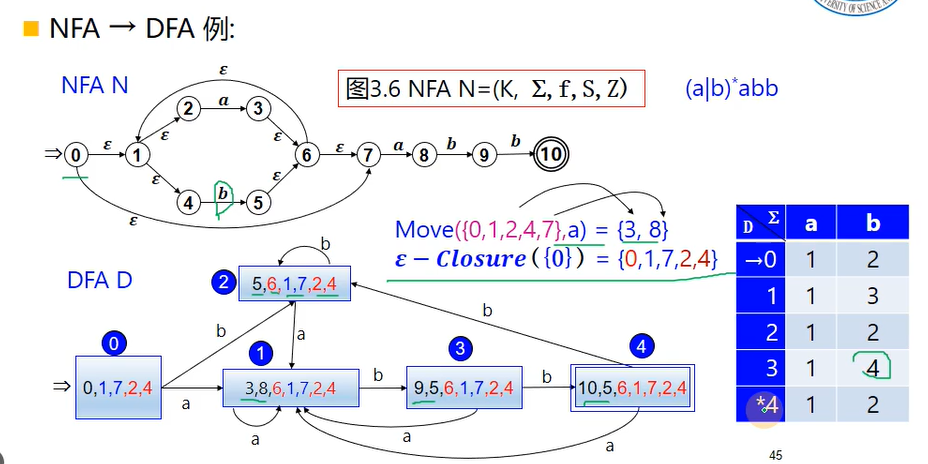 UNIVERSITY OF SCIENCE AN
NFA → DFA 例:
NFA N
图3.6 NFA N=(K, Σ,f,S,Z)
(a|b)*abb
ε
2 a 3
ε ε
⇒ 0 ε 1 6 ε 7 a 8 b 9 b 10
ε ε
4 b 5
ε
Move({0,1,2,4,7},a) = {3, 8}
ε − Closure({0}) = {0,1,7,2,4}
DFA D
b
2
5,6,1,7,2,4
b
b a
0
1
3
4
⇒ 0,1,7,2,4
a
3,8,6,1,7,2,4
b
9,5,6,1,7,2,4
b
10,5,6,1,7,2,4
a
a
a
D Σ a b
→0 1 2
1 1 3
2 1 2
3 1 4
*4 1 2
45